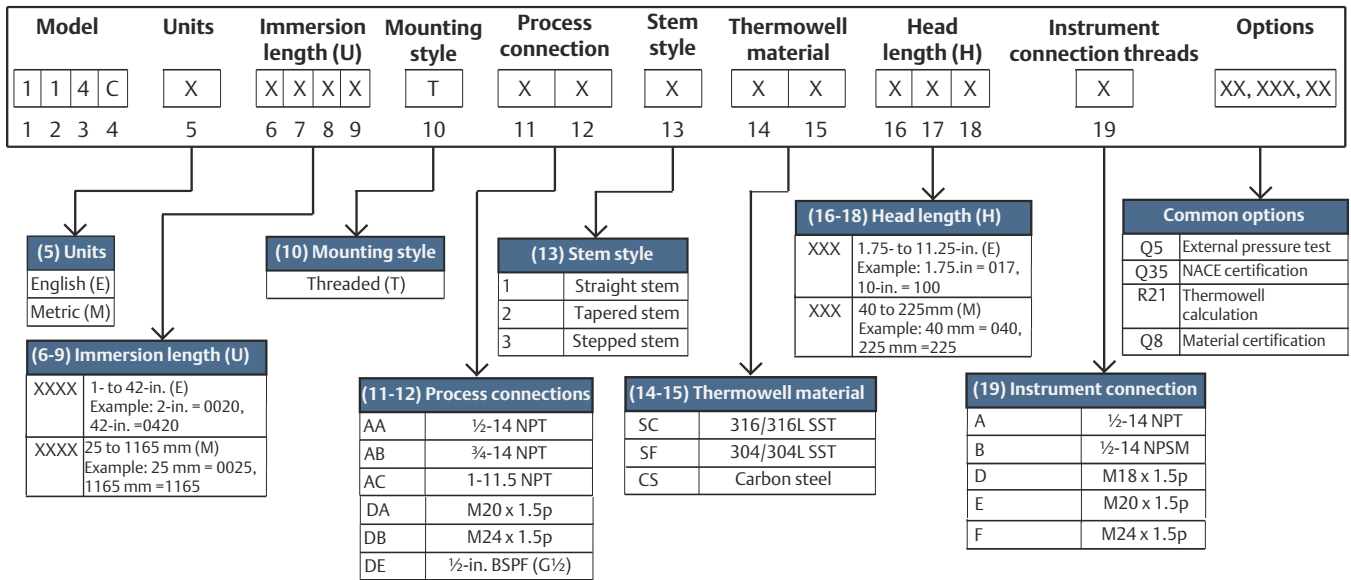 Model Units Immersion length (U) Mounting style Process connection Stem style Thermowell material Head length (H) Instrument connection threads Options
1 1 4 C X X X X X T X X X X X X X X X XX, XXX, XX
1 2 3 4 5 6 7 8 9 10 11 12 13 14 15 16 17 18 19
(5) Units
English (E)
Metric (M)
(6-9) Immersion length (U)
XXXX 1- to 42-in. (E)
Example: 2-in. = 0020,
42-in. =0420
XXXX 25 to 1165 mm (M)
Example: 25 mm = 0025,
1165 mm =1165
(10) Mounting style
Threaded (T)
(11-12) Process connections
AA ½-14 NPT
AB ¾-14 NPT
AC 1-11.5 NPT
DA M20 x 1.5p
DB M24 x 1.5p
DE ½-in. BSPF (G½)
(13) Stem style
1 Straight stem
2 Tapered stem
3 Stepped stem
(14-15) Thermowell material
SC 316/316L SST
SF 304/304L SST
CS Carbon steel
(16-18) Head length (H)
XXX 1.75- to 11.25-in. (E)
Example: 1.75.in = 017,
10-in. = 100
XXX 40 to 225mm (M)
Example: 40 mm = 040,
225 mm =225
(19) Instrument connection
A ½-14 NPT
B ½-14 NPSM
D M18 x 1.5p
E M20 x 1.5p
F M24 x 1.5p
Common options
Q5 External pressure test
Q35 NACE certification
R21 Thermowell
calculation
Q8 Material certification